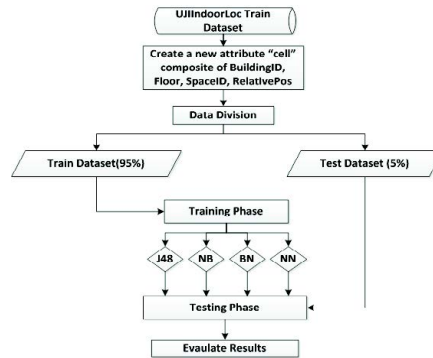 UJIIndoorLoc Train
Dataset
Create a new attribute "cell"
composite of BuildingID,
Floor, SpaceID, RelativePos
Data Division
Train Dataset(95%)
Test Dataset (5%)
Training Phase
J48 NB BN NN
Testing Phase
Evaulate Results